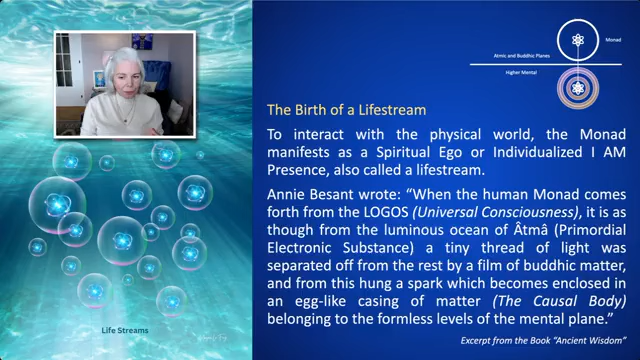 Monad
Atmic and Buddhic Planes
Higher Mental
The Birth of a Lifestream
To interact with the physical world, the Monad
manifests as a Spiritual Ego or Individualized I AM
Presence, also called a lifestream.
Annie Besant wrote: “When the human Monad comes
forth from the LOGOS (Universal Consciousness), it is as
though from the luminous ocean of Âtmâ (Primordial
Electronic Substance) a tiny thread of light was
separated off from the rest by a film of buddhic matter,
and from this hung a spark which becomes enclosed in
an egg-like casing of matter (The Causal Body)
belonging to the formless levels of the mental plane.”
Excerpt from the Book “Ancient Wisdom”
Life Streams